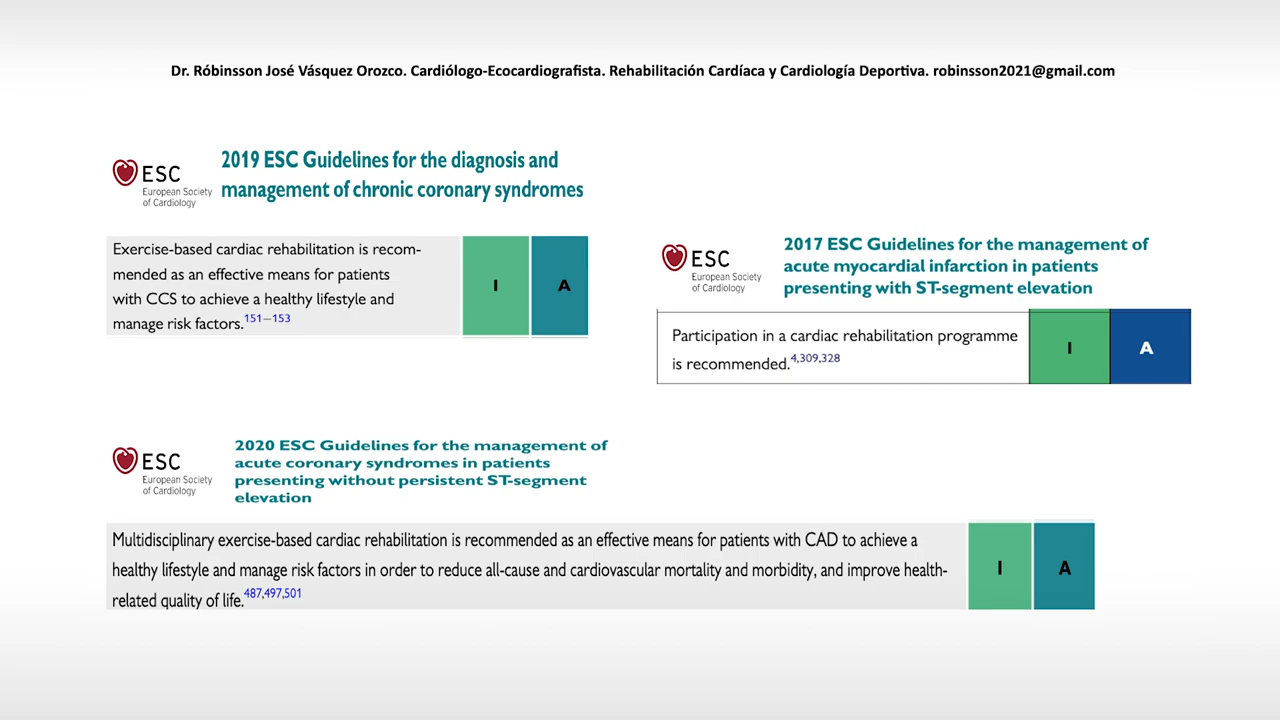 Dr. Róbinsson José Vásquez Orozco. Cardiólogo-Ecocardiografista. Rehabilitación Cardíaca y Cardiología Deportiva. robinsson2021@gmail.com
ESC
European Society
of Cardiology
2019 ESC Guidelines for the diagnosis and
management of chronic coronary syndromes
Exercise-based cardiac rehabilitation is recom-
mended as an effective means for patients
with CCS to achieve a healthy lifestyle and
manage risk factors.151–153
I
A
ESC
European Society
of Cardiology
2017 ESC Guidelines for the management of
acute myocardial infarction in patients
presenting with ST-segment elevation
Participation in a cardiac rehabilitation programme
is recommended.4,309,328
I
A
ESC
European Society
of Cardiology
2020 ESC Guidelines for the management of
acute coronary syndromes in patients
presenting without persistent ST-segment
elevation
Multidisciplinary exercise-based cardiac rehabilitation is recommended as an effective means for patients with CAD to achieve a
healthy lifestyle and manage risk factors in order to reduce all-cause and cardiovascular mortality and morbidity, and improve health-
related quality of life.487,497,501
I
A